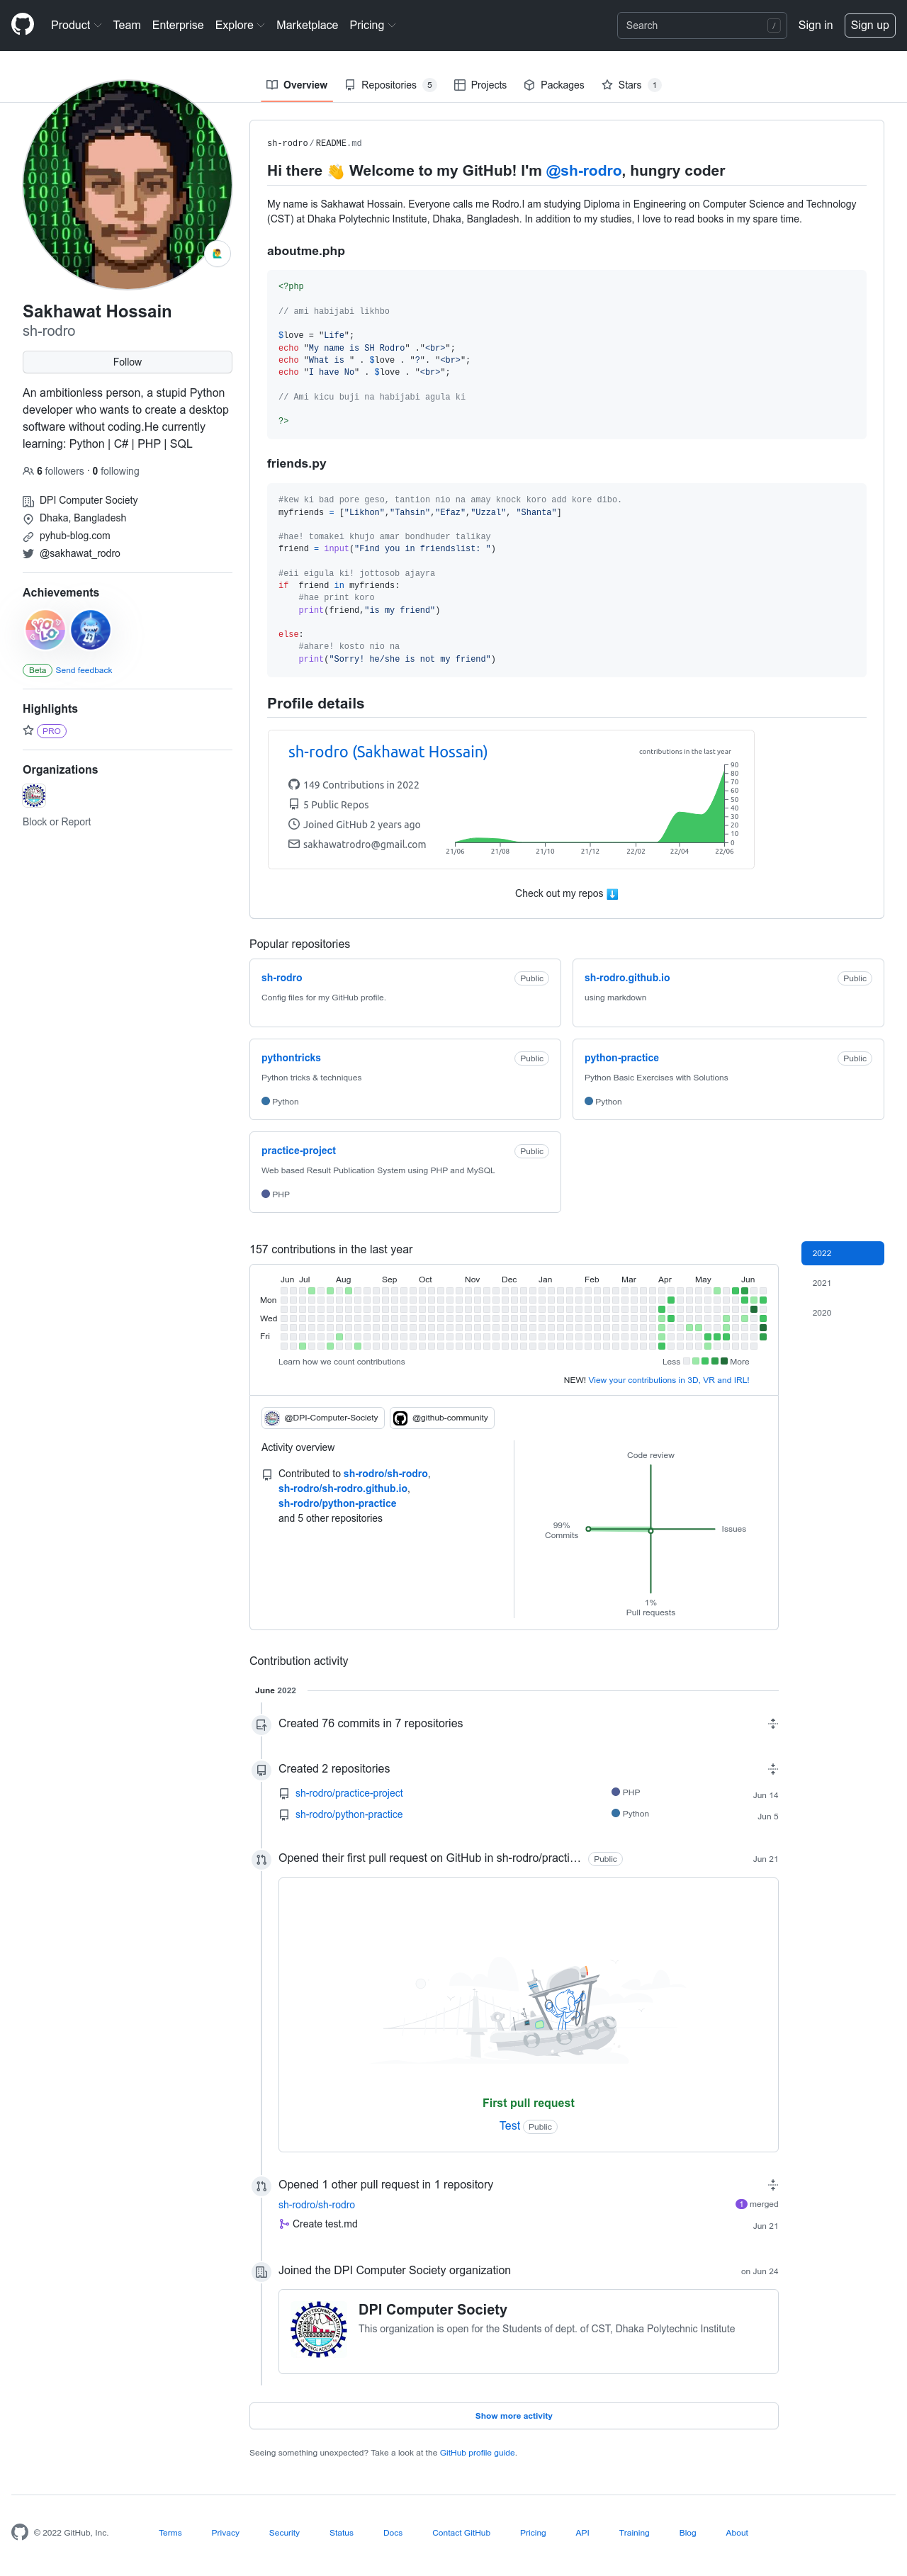 Product Team Enterprise Explore Marketplace Pricing Search / Sign in Sign up
Overview Repositories 5 Projects Packages Stars 1
Sakhawat Hossain
sh-rodro
Follow
An ambitionless person, a stupid Python
developer who wants to create a desktop
software without coding.He currently
learning: Python | C# | PHP | SQL
6 followers · 0 following
DPI Computer Society
Dhaka, Bangladesh
pyhub-blog.com
@sakhawat_rodro
Achievements
YOLO
Beta Send feedback
Highlights
PRO
Organizations
Block or Report
sh-rodro/README.md
Hi there 👋 Welcome to my GitHub! I'm @sh-rodro, hungry coder
My name is Sakhawat Hossain. Everyone calls me Rodro.I am studying Diploma in Engineering on Computer Science and Technology
(CST) at Dhaka Polytechnic Institute, Dhaka, Bangladesh. In addition to my studies, I love to read books in my spare time.
aboutme.php
<?php
// ami habijabi likhbo
$love = "Life";
echo "My name is SH Rodro" ."<br>";
echo "What is " . $love . "?". "<br>";
echo "I have No" . $love . "<br>";
// Ami kicu buji na habijabi agula ki
?>
friends.py
#kew ki bad pore geso, tantion nio na amay knock koro add kore dibo.
myfriends = ["Likhon","Tahsin","Efaz","Uzzal", "Shanta"]
#hae! tomakei khujo amar bondhuder talikay
friend = input("Find you in friendslist: ")
#eii eigula ki! jottosob ajayra
if  friend in myfriends:
    #hae print koro
    print(friend,"is my friend")
else:
    #ahare! kosto nio na
    print("Sorry! he/she is not my friend")
Profile details
sh-rodro (Sakhawat Hossain)
149 Contributions in 2022
5 Public Repos
Joined GitHub 2 years ago
sakhawatrodro@gmail.com
contributions in the last year
90
80
70
60
50
40
30
20
10
0
21/06 21/08 21/10 21/12 22/02 22/04 22/06
Check out my repos ⬇️
Popular repositories
sh-rodro Public
Config files for my GitHub profile.
sh-rodro.github.io Public
using markdown
pythontricks Public
Python tricks & techniques
Python
python-practice Public
Python Basic Exercises with Solutions
Python
practice-project Public
Web based Result Publication System using PHP and MySQL
PHP
157 contributions in the last year
2022
2021
2020
Jun Jul Aug Sep Oct Nov Dec Jan Feb Mar Apr May Jun
Mon
Wed
Fri
Learn how we count contributions
Less More
NEW! View your contributions in 3D, VR and IRL!
@DPI-Computer-Society @github-community
Activity overview
Contributed to sh-rodro/sh-rodro,
sh-rodro/sh-rodro.github.io,
sh-rodro/python-practice
and 5 other repositories
Code review
99%
Commits
Issues
1%
Pull requests
Contribution activity
June 2022
Created 76 commits in 7 repositories
Created 2 repositories
sh-rodro/practice-project PHP Jun 14
sh-rodro/python-practice Python Jun 5
Opened their first pull request on GitHub in sh-rodro/practi… Public Jun 21
First pull request
Test Public
Opened 1 other pull request in 1 repository
sh-rodro/sh-rodro 1 merged
Create test.md Jun 21
Joined the DPI Computer Society organization on Jun 24
DPI Computer Society
This organization is open for the Students of dept. of CST, Dhaka Polytechnic Institute
Show more activity
Seeing something unexpected? Take a look at the GitHub profile guide.
© 2022 GitHub, Inc. Terms Privacy Security Status Docs Contact GitHub Pricing API Training Blog About